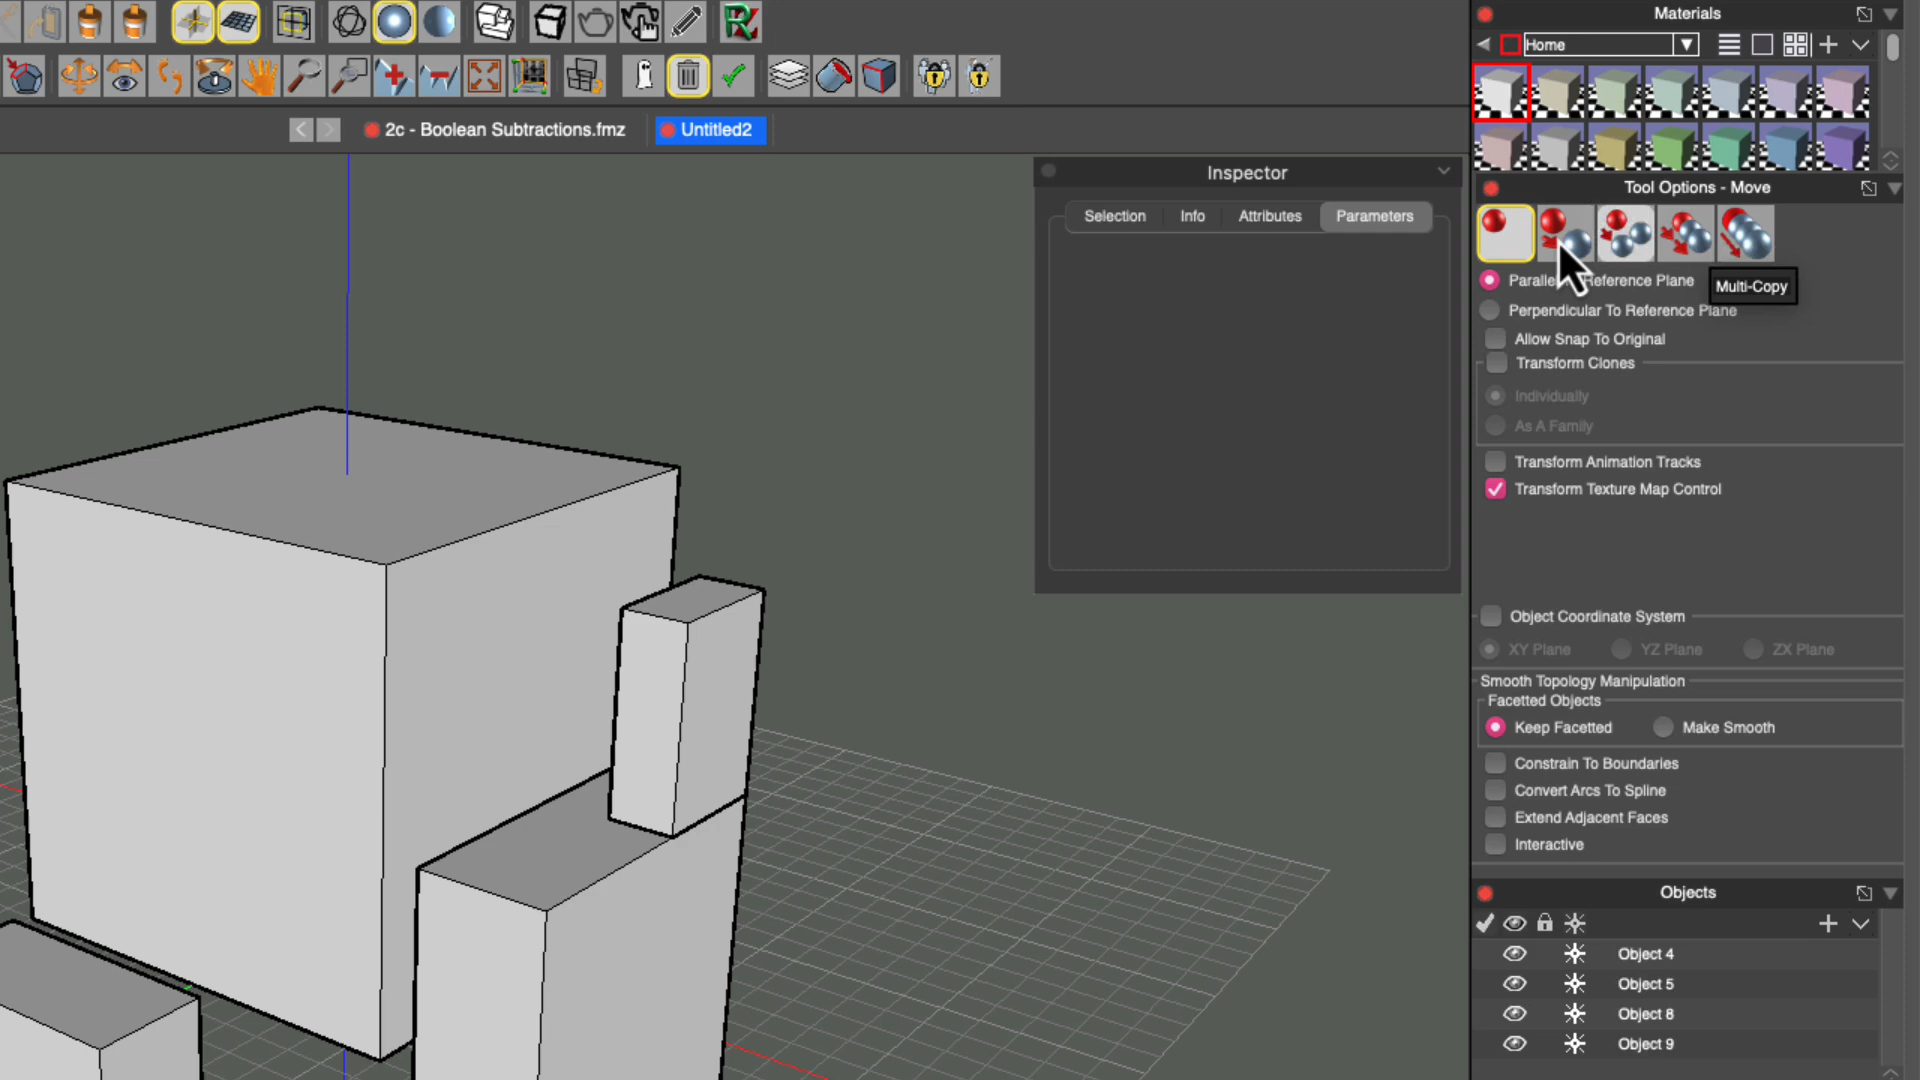 Materials
Home
2c - Boolean Subtractions.fmz
Untitled2
Inspector
Selection
Info
Attributes
Parameters
Tool Options - Move
Reference Plane
Multi-Copy
Perpendicular To Reference Plane
Allow Snap To Original
Transform Clones
Individually
As A Family
Transform Animation Tracks
Transform Texture Map Control
Object Coordinate System
XY Plane
YZ Plane
ZX Plane
Smooth Topology Manipulation
Facetted Objects
Keep Facetted
Make Smooth
Constrain To Boundaries
Convert Arcs To Spline
Extend Adjacent Faces
Interactive
Objects
Object 4
Object 5
Object 8
Object 9